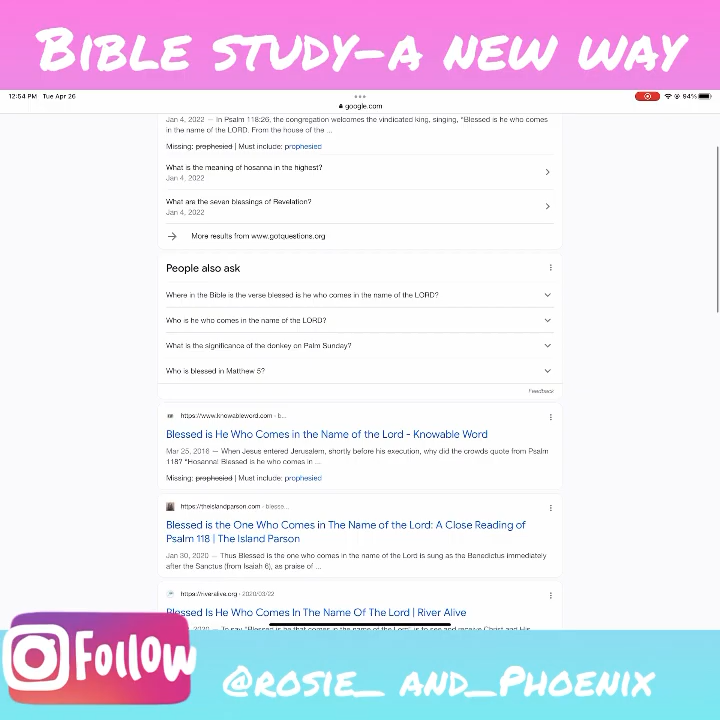 Bible study-a new way
12:54 PM Tue Apr 26
94%
google.com
Jan 4, 2022 — In Psalm 118:26, the congregation welcomes the vindicated king, singing, "Blessed is he who comes
in the name of the LORD. From the house of the ...
Missing: prophesied | Must include: prophesied
What is the meaning of hosanna in the highest?
Jan 4, 2022
What are the seven blessings of Revelation?
Jan 4, 2022
More results from www.gotquestions.org
People also ask
Where in the Bible is the verse blessed is he who comes in the name of the LORD?
Who is he who comes in the name of the LORD?
What is the significance of the donkey on Palm Sunday?
Who is blessed in Matthew 5?
Feedback
https://www.knowableword.com › b...
Blessed is He Who Comes in the Name of the Lord - Knowable Word
Mar 25, 2016 — When Jesus entered Jerusalem, shortly before his execution, why did the crowds quote from Psalm
118? "Hosanna! Blessed is he who comes in ...
Missing: prophesied | Must include: prophesied
https://theislandparson.com › blesse...
Blessed is the One Who Comes in The Name of the Lord: A Close Reading of
Psalm 118 | The Island Parson
Jan 30, 2020 — Thus Blessed is the one who comes in the name of the Lord is sung as the Benedictus immediately
after the Sanctus (from Isaiah 6), as praise of ...
https://riveralive.org › 2020/03/22
Blessed Is He Who Comes In The Name Of The Lord | River Alive
Follow
@rosie_ and_Phoenix